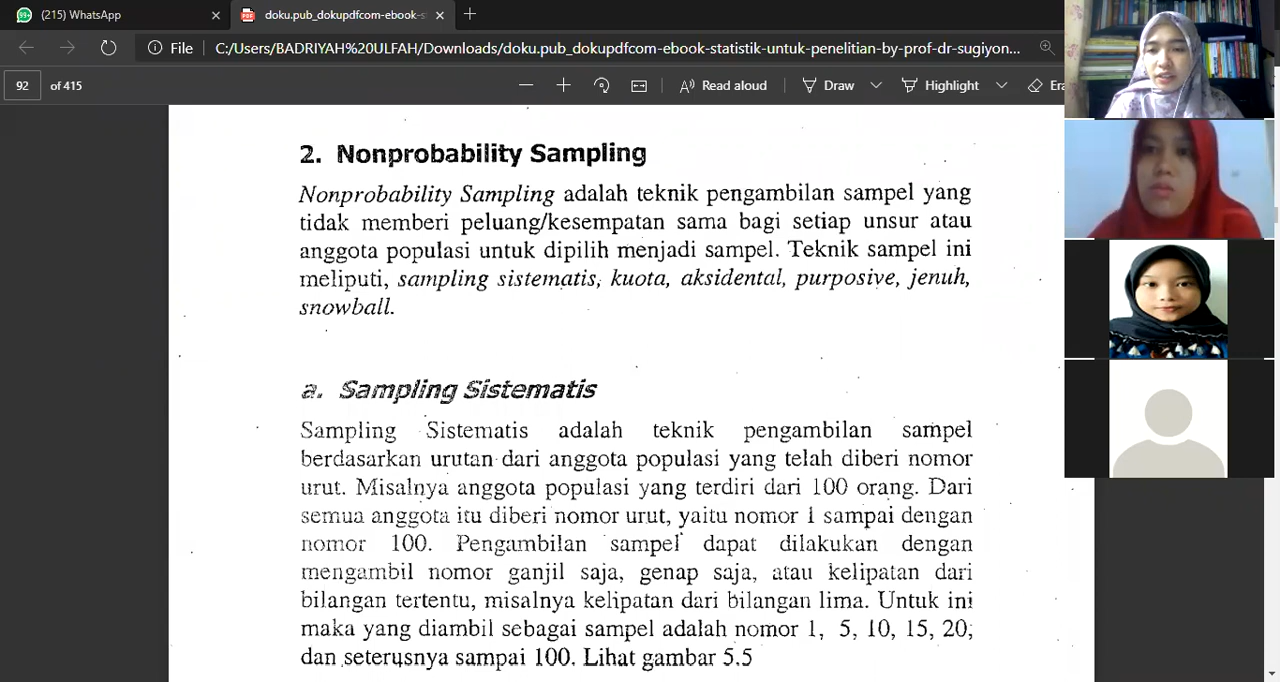 99+ (215) WhatsApp
PDF doku.pub_dokupdfcom-ebook-s
File C:/Users/BADRIYAH%20ULFAH/Downloads/doku.pub_dokupdfcom-ebook-statistik-untuk-penelitian-by-prof-dr-sugiyon...
92 of 415 Read aloud Draw Highlight Era
2. Nonprobability Sampling
Nonprobability Sampling adalah teknik pengambilan sampel yang
tidak memberi peluang/kesempatan sama bagi setiap unsur atau
anggota populasi untuk dipilih menjadi sampel. Teknik sampel ini
meliputi, sampling sistematis, kuota, aksidental, purposive, jenuh,
snowball.
a. Sampling Sistematis
Sampling Sistematis adalah teknik pengambilan sampel
berdasarkan urutan dari anggota populasi yang telah diberi nomor
urut. Misalnya anggota populasi yang terdiri dari 100 orang. Dari
semua anggota itu diberi nomor urut, yaitu nomor 1 sampai dengan
nomor 100. Pengambilan sampel dapat dilakukan dengan
mengambil nomor ganjil saja, genap saja, atau kelipatan dari
bilangan tertentu, misalnya kelipatan dari bilangan lima. Untuk ini
maka yang diambil sebagai sampel adalah nomor 1, 5, 10, 15, 20,
dan seterusnya sampai 100. Lihat gambar 5.5